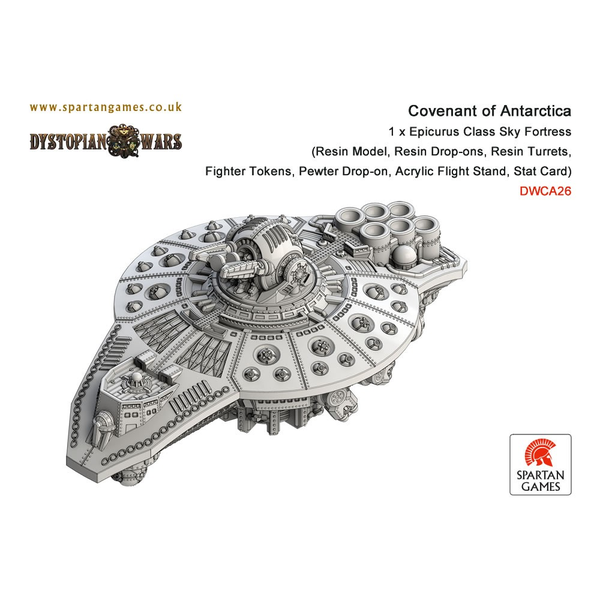 www.spartangames.co.uk
DYSTOPIAN WARS
Covenant of Antarctica
1 x Epicurus Class Sky Fortress
(Resin Model, Resin Drop-ons, Resin Turrets,
Fighter Tokens, Pewter Drop-on, Acrylic Flight Stand, Stat Card)
DWCA26
SPARTAN
GAMES